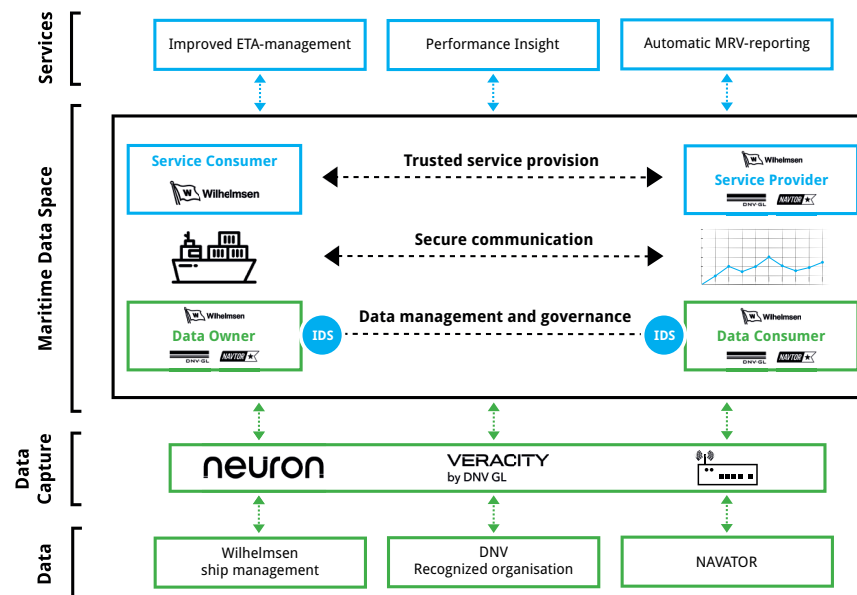 Services
Improved ETA-management
Performance Insight
Automatic MRV-reporting
Maritime Data Space
Service Consumer
W Wilhelmsen
Trusted service provision
W Wilhelmsen
Service Provider
DNV·GL
NAVTOR
Secure communication
W Wilhelmsen
Data Owner
DNV·GL
NAVTOR
IDS
Data management and governance
IDS
W Wilhelmsen
Data Consumer
DNV·GL
NAVTOR
Data
Capture
neuron
VERACITY
by DNV GL
Data
Wilhelmsen
ship management
DNV
Recognized organisation
NAVATOR